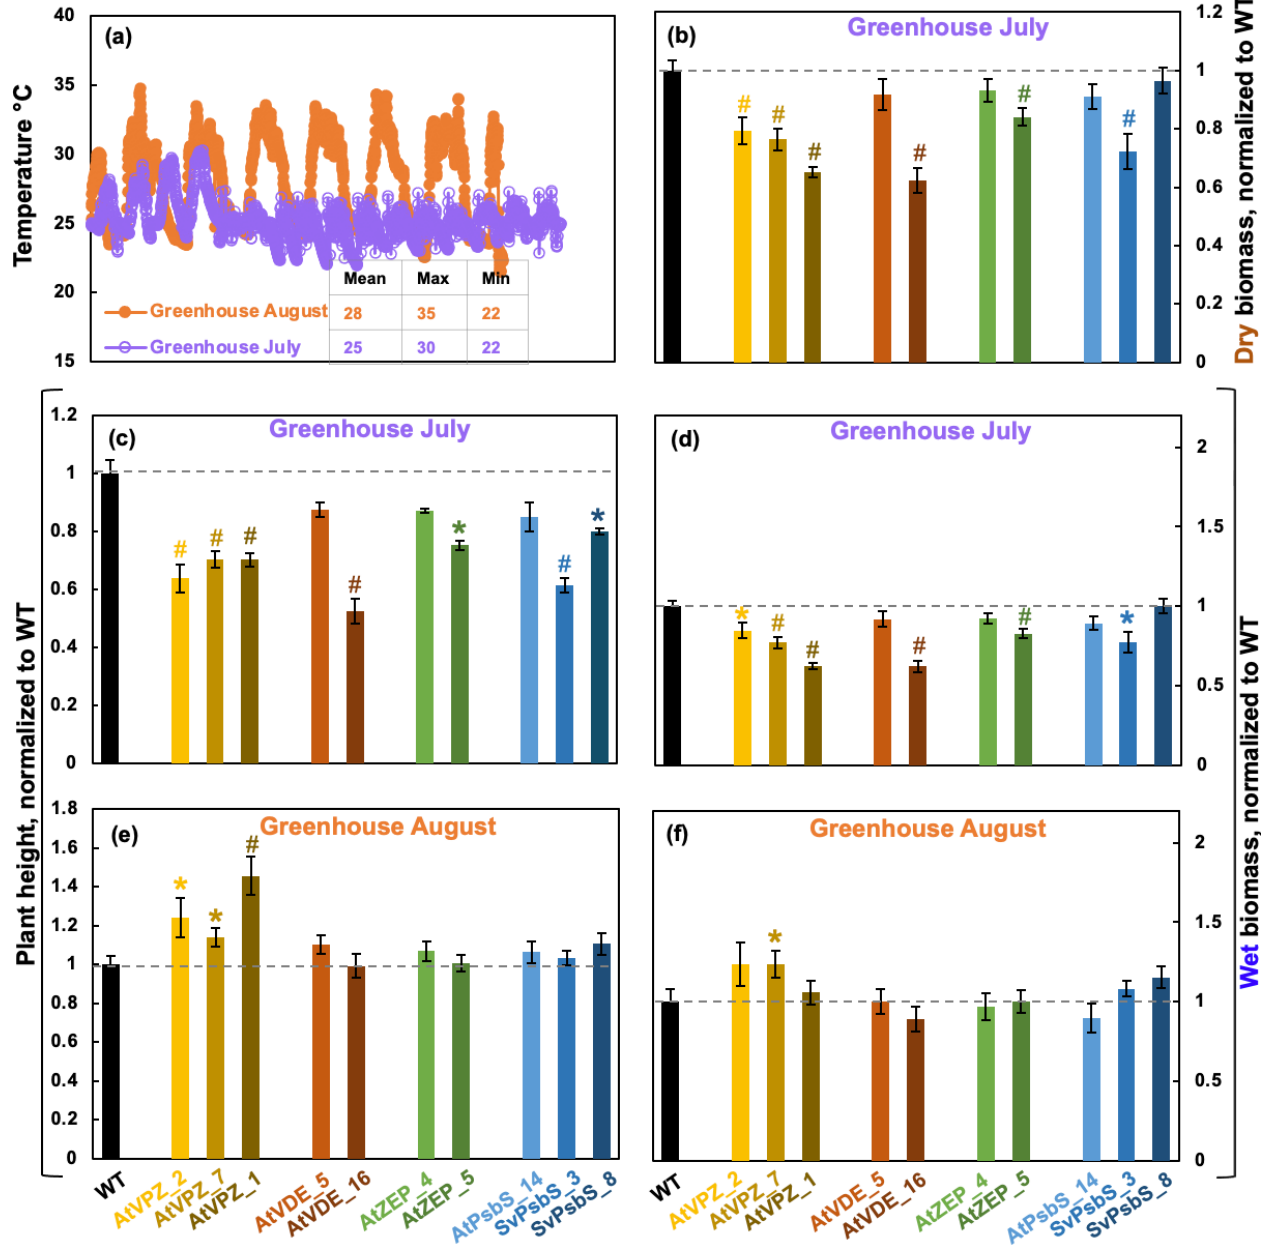 (a)
Temperature °C
40
35
30
25
20
15
Mean Max Min
Greenhouse August 28 35 22
Greenhouse July 25 30 22
(b)
Greenhouse July
Dry biomass, normalized to WT
1.2
1
0.8
0.6
0.4
0.2
0
# # # # # #
Plant height, normalized to WT
(c)
Greenhouse July
1.2
1
0.8
0.6
0.4
0.2
0
# # # # * # *
(d)
Greenhouse July
2
1.5
1
0.5
0
* # # # # *
Wet biomass, normalized to WT
(e)
Greenhouse August
1.8
1.6
1.4
1.2
1
0.8
0.6
0.4
0.2
0
* * #
WT
AtVPZ_2
AtVPZ_7
AtVPZ_1
AtVDE_5
AtVDE_16
AtZEP_4
AtZEP_5
AtPsbS_14
SvPsbS_3
SvPsbS_8
(f)
Greenhouse August
2
1.5
1
0.5
0
*
WT
AtVPZ_2
AtVPZ_7
AtVPZ_1
AtVDE_5
AtVDE_16
AtZEP_4
AtZEP_5
AtPsbS_14
SvPsbS_3
SvPsbS_8